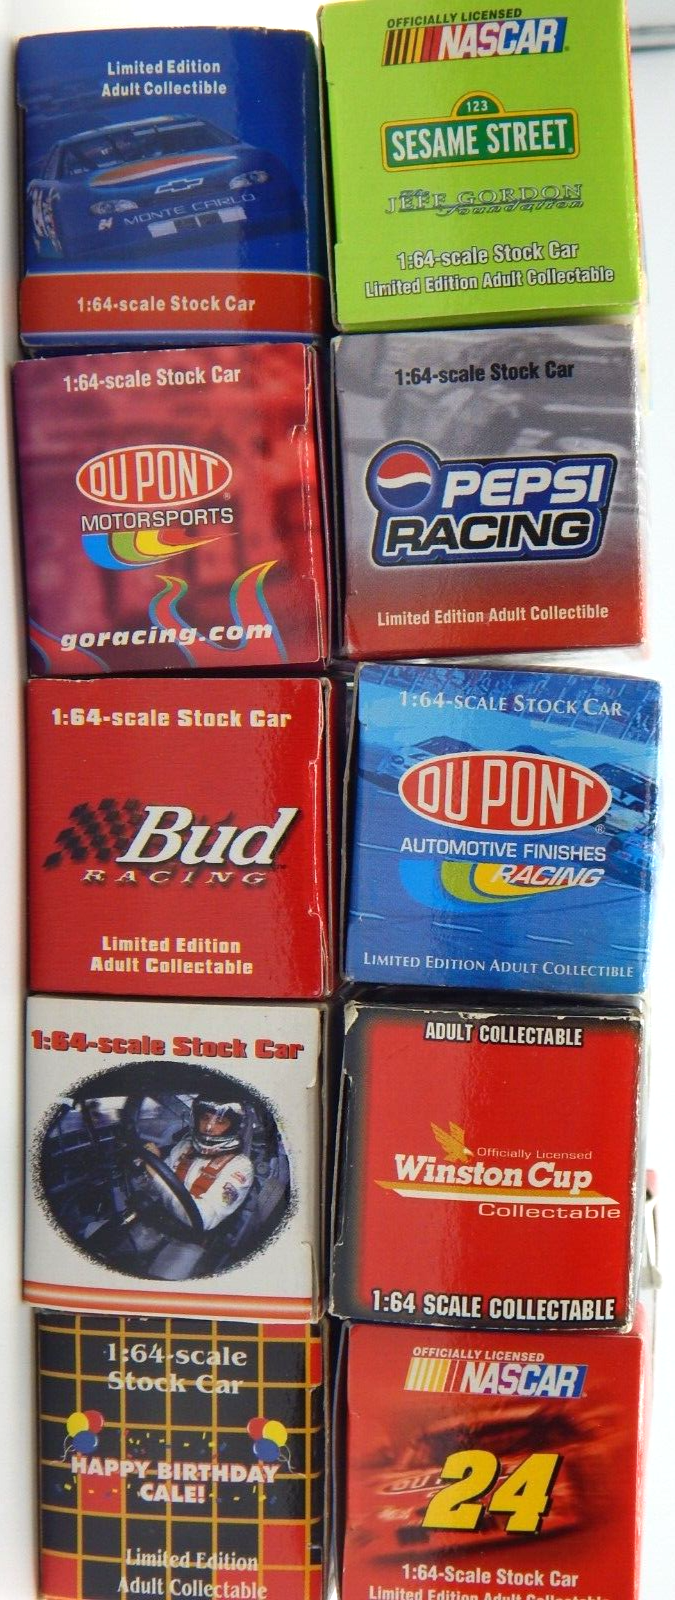 Limited Edition
Adult Collectible
MONTE CARLO
1:64-scale Stock Car
OFFICIALLY LICENSED
NASCAR
123
SESAME STREET
The
JEFF GORDON
Foundation
1:64-scale Stock Car
Limited Edition Adult Collectable
1:64-scale Stock Car
DUPONT
MOTORSPORTS
goracing.com
1:64-scale Stock Car
PEPSI
RACING
Limited Edition Adult Collectible
1:64-scale Stock Car
Bud
RACING
Limited Edition
Adult Collectable
1:64-SCALE STOCK CAR
DUPONT
AUTOMOTIVE FINISHES
RACING
LIMITED EDITION ADULT COLLECTIBLE
1:64-scale Stock Car
ADULT COLLECTABLE
Officially Licensed
Winston Cup
Collectable
1:64 SCALE COLLECTABLE
1:64-scale
Stock Car
HAPPY BIRTHDAY
CALE!
Limited Edition
Adult Collectable
OFFICIALLY LICENSED
NASCAR
24
1:64-Scale Stock Car
Limited Edition Adult Collectable